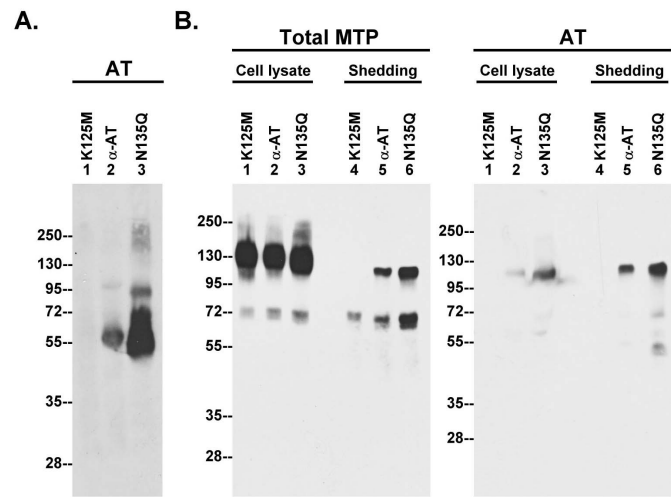 A.
AT
K125M
α-AT
N135Q
1 2 3
250--
130--
95--
72--
55--
35--
28--
B.
Total MTP
Cell lysate Shedding
K125M
α-AT
N135Q
K125M
α-AT
N135Q
1 2 3 4 5 6
250--
130--
95--
72--
55--
35--
28--
AT
Cell lysate Shedding
K125M
α-AT
N135Q
K125M
α-AT
N135Q
1 2 3 4 5 6
250--
130--
95--
72--
55--
35--
28--